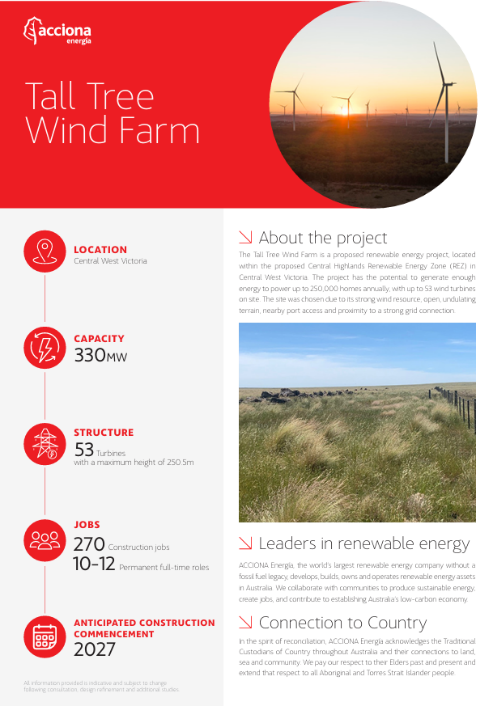 acciona
energía
Tall Tree
Wind Farm
LOCATION
Central West Victoria
CAPACITY
330MW
STRUCTURE
53 Turbines
with a maximum height of 250.5m
JOBS
270 Construction jobs
10-12 Permanent full-time roles
ANTICIPATED CONSTRUCTION
COMMENCEMENT
2027
All information provided is indicative and subject to change
following consultation, design refinement and additional studies.
About the project
The Tall Tree Wind Farm is a proposed renewable energy project, located
within the proposed Central Highlands Renewable Energy Zone (REZ) in
Central West Victoria. The project has the potential to generate enough
energy to power up to 250,000 homes annually, with up to 53 wind turbines
on site. The site was chosen due to its strong wind resource, open, undulating
terrain, nearby port access and proximity to a strong grid connection.
Leaders in renewable energy
ACCIONA Energía, the world's largest renewable energy company without a
fossil fuel legacy, develops, builds, owns and operates renewable energy assets
in Australia. We collaborate with communities to produce sustainable energy,
create jobs, and contribute to establishing Australia's low-carbon economy.
Connection to Country
In the spirit of reconciliation, ACCIONA Energía acknowledges the Traditional
Custodians of Country throughout Australia and their connections to land,
sea and community. We pay our respect to their Elders past and present and
extend that respect to all Aboriginal and Torres Strait Islander people.